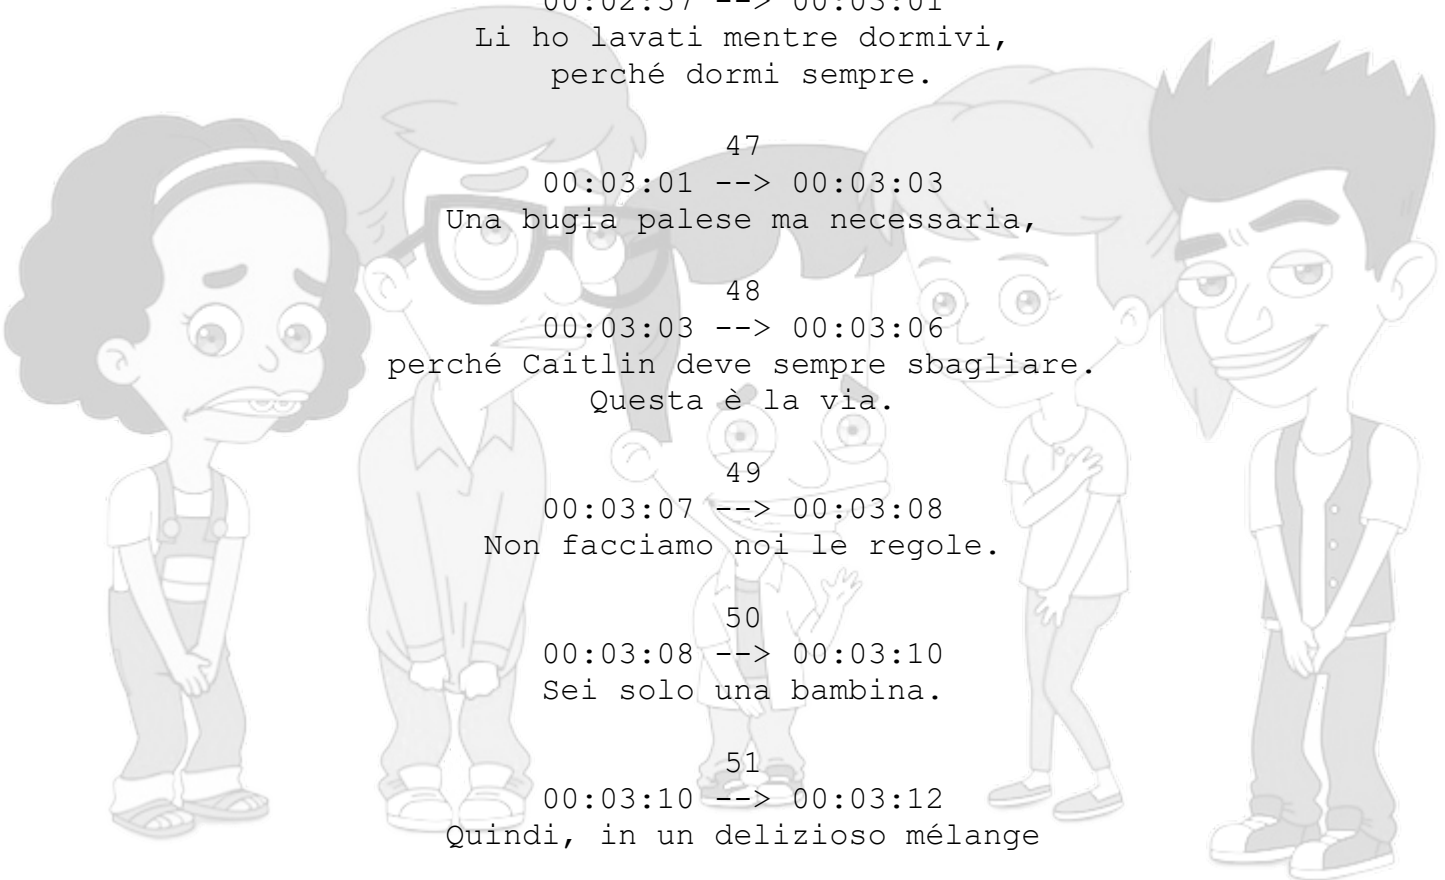 00:02:57 --> 00:03:01
Li ho lavati mentre dormivi,
perché dormi sempre.
47
00:03:01 --> 00:03:03
Una bugia palese ma necessaria,
48
00:03:03 --> 00:03:06
perché Caitlin deve sempre sbagliare.
Questa è la via.
49
00:03:07 --> 00:03:08
Non facciamo noi le regole.
50
00:03:08 --> 00:03:10
Sei solo una bambina.
51
00:03:10 --> 00:03:12
Quindi, in un delizioso mélange